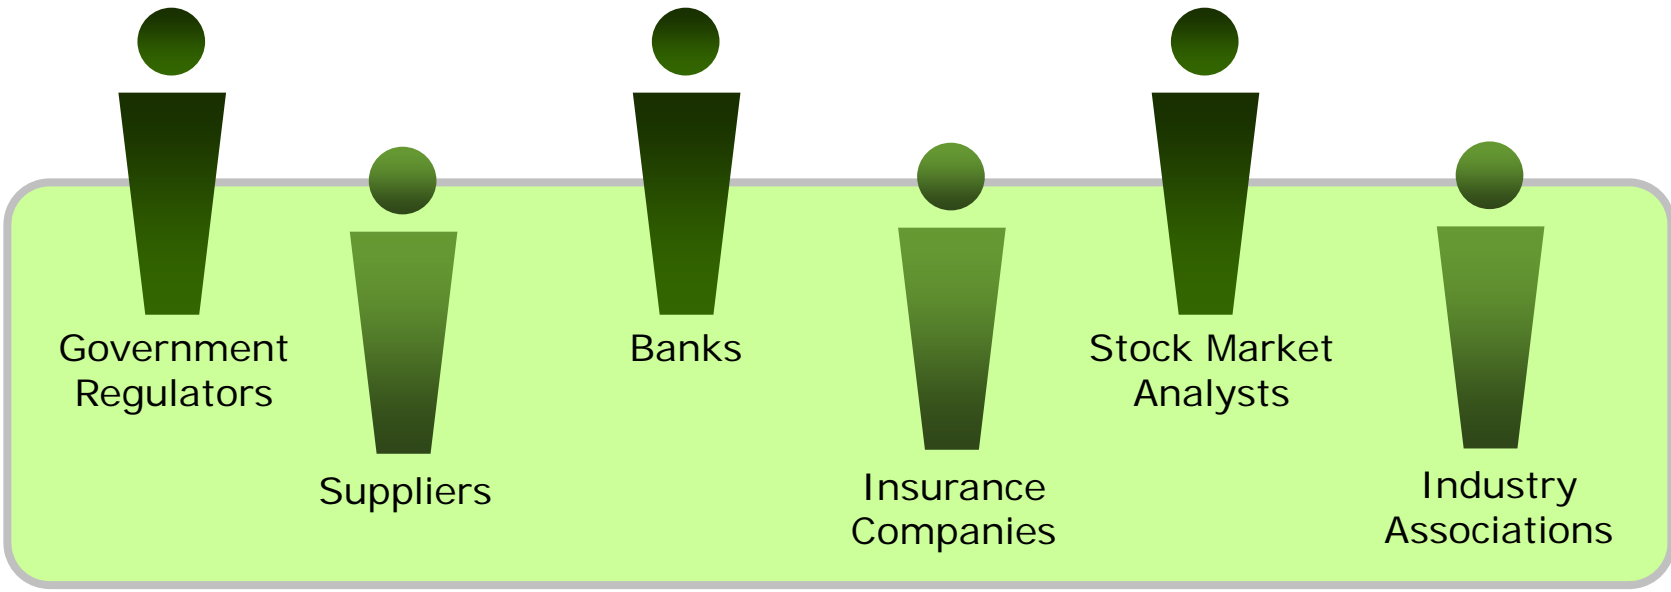 Government
Regulators
Suppliers
Banks
Insurance
Companies
Stock Market
Analysts
Industry
Associations